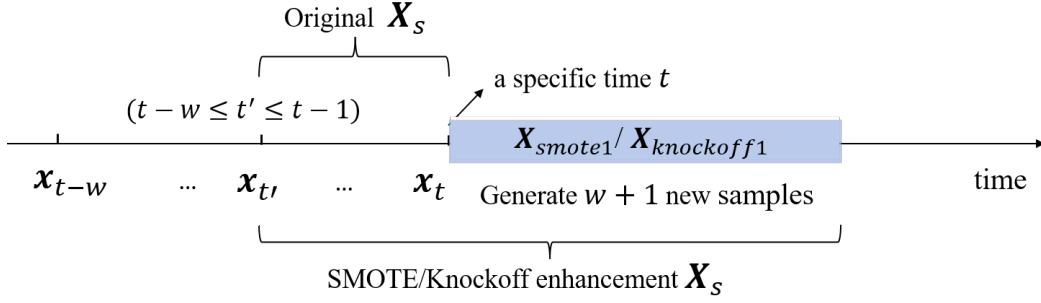 Original X_s
a specific time t
(t − w ≤ t′ ≤ t − 1)
X_smote1 / X_knockoff1
x_{t−w} ... x_{t′} ... x_t time
Generate w + 1 new samples
SMOTE/Knockoff enhancement X_s